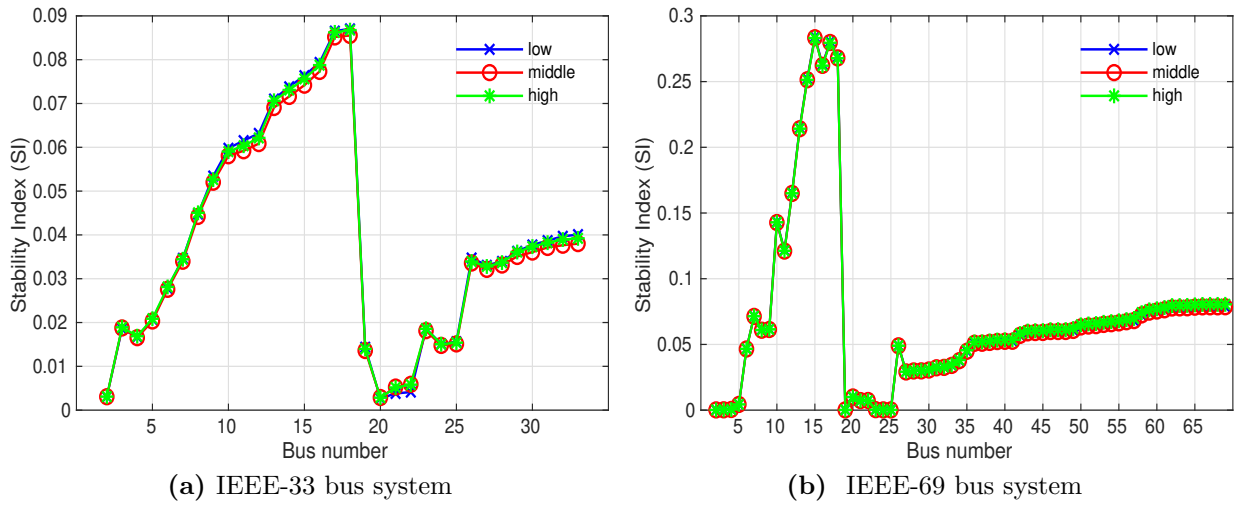 0.09
0.08
0.07
0.06
0.05
0.04
0.03
0.02
0.01
0
Stability Index (SI)
low
middle
high
5 10 15 20 25 30
Bus number
(a) IEEE-33 bus system
0.3
0.25
0.2
0.15
0.1
0.05
0
Stability Index (SI)
low
middle
high
5 10 15 20 25 30 35 40 45 50 55 60 65
Bus number
(b) IEEE-69 bus system